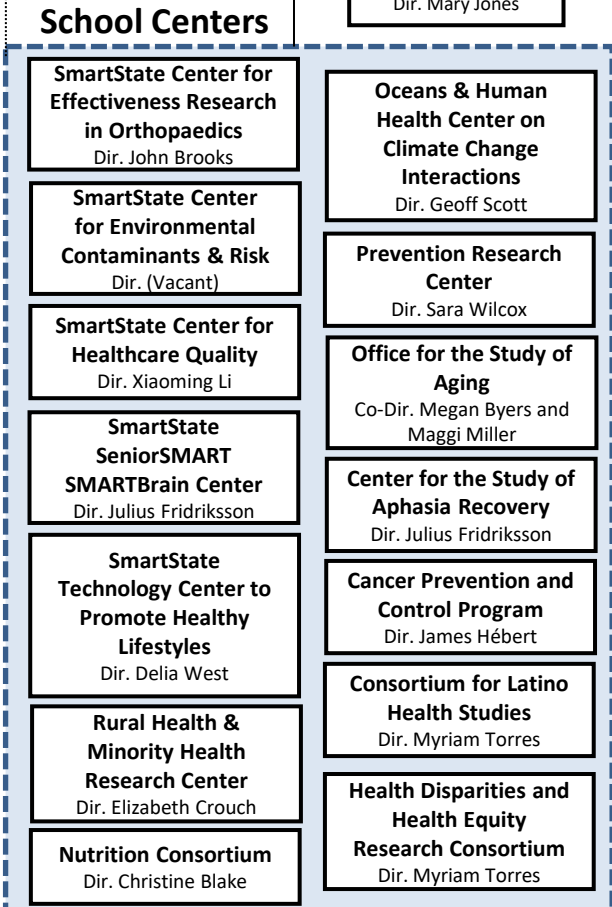 Dir. Mary Jones
School Centers
SmartState Center for
Effectiveness Research
in Orthopaedics
Dir. John Brooks
SmartState Center
for Environmental
Contaminants & Risk
Dir. (Vacant)
SmartState Center for
Healthcare Quality
Dir. Xiaoming Li
SmartState
SeniorSMART
SMARTBrain Center
Dir. Julius Fridriksson
SmartState
Technology Center to
Promote Healthy
Lifestyles
Dir. Delia West
Rural Health &
Minority Health
Research Center
Dir. Elizabeth Crouch
Nutrition Consortium
Dir. Christine Blake
Oceans & Human
Health Center on
Climate Change
Interactions
Dir. Geoff Scott
Prevention Research
Center
Dir. Sara Wilcox
Office for the Study of
Aging
Co-Dir. Megan Byers and
Maggi Miller
Center for the Study of
Aphasia Recovery
Dir. Julius Fridriksson
Cancer Prevention and
Control Program
Dir. James Hébert
Consortium for Latino
Health Studies
Dir. Myriam Torres
Health Disparities and
Health Equity
Research Consortium
Dir. Myriam Torres